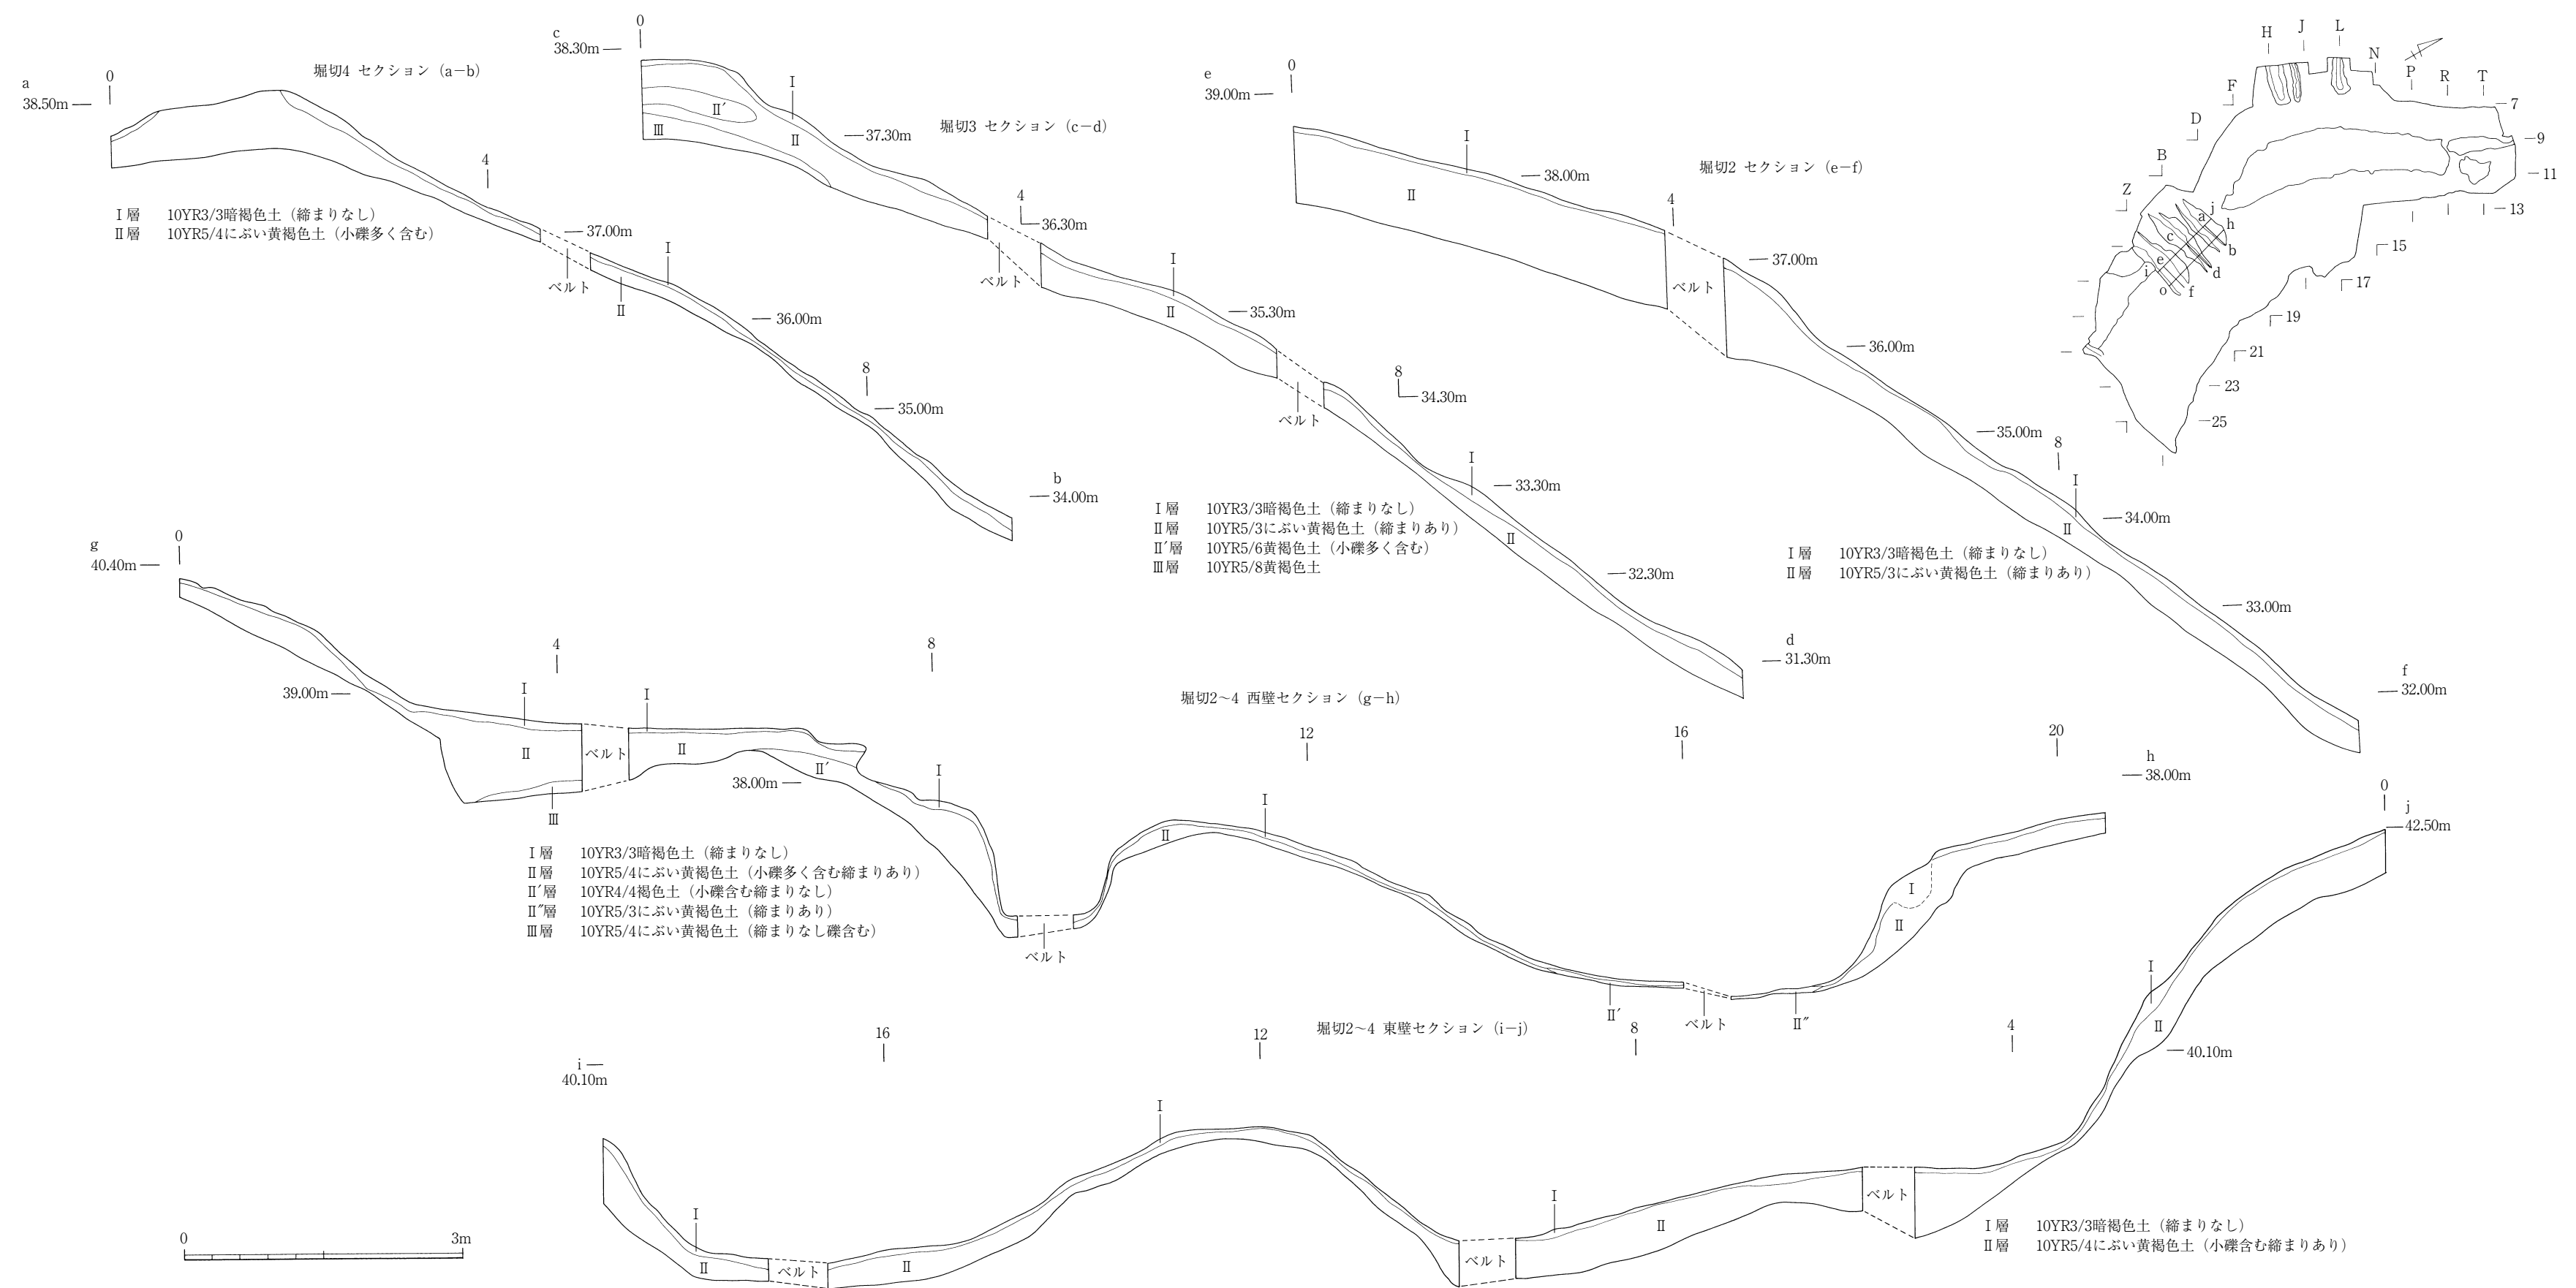 堀切4 セクション（a－b）
a
38.50m
0
4
37.00m
ベルト
Ⅰ
Ⅱ
36.00m
8
35.00m
b
34.00m
Ⅰ層 10YR3/3暗褐色土（締まりなし）
Ⅱ層 10YR5/4にぶい黄褐色土（小礫多く含む）
堀切3 セクション（c－d）
c
38.30m
0
Ⅰ
Ⅱ´
Ⅲ
Ⅱ
37.30m
4
36.30m
ベルト
Ⅰ
Ⅱ
35.30m
ベルト
8
34.30m
Ⅰ
33.30m
Ⅱ
32.30m
d
31.30m
Ⅰ層 10YR3/3暗褐色土（締まりなし）
Ⅱ層 10YR5/3にぶい黄褐色土（締まりあり）
Ⅱ´層 10YR5/6黄褐色土（小礫多く含む）
Ⅲ層 10YR5/8黄褐色土
堀切2 セクション（e－f）
e
39.00m
0
Ⅰ
Ⅱ
38.00m
4
ベルト
37.00m
36.00m
35.00m
8
Ⅰ
Ⅱ
34.00m
33.00m
f
32.00m
Ⅰ層 10YR3/3暗褐色土（締まりなし）
Ⅱ層 10YR5/3にぶい黄褐色土（締まりあり）
H
J
L
N
P
R
T
F
D
B
Z
7
9
11
13
15
17
19
21
23
25
j
a
h
c
b
e
d
i
o
f
堀切2～4 西壁セクション（g－h）
g
40.40m
0
39.00m
4
Ⅰ
Ⅱ
Ⅲ
ベルト
Ⅰ
Ⅱ
Ⅱ´
38.00m
8
Ⅰ
ベルト
Ⅱ
Ⅰ
12
16
Ⅱ´
ベルト
Ⅱ˝
Ⅰ
Ⅱ
20
h
38.00m
Ⅰ層 10YR3/3暗褐色土（締まりなし）
Ⅱ層 10YR5/4にぶい黄褐色土（小礫多く含む締まりあり）
Ⅱ´層 10YR4/4褐色土（小礫含む締まりなし）
Ⅱ˝層 10YR5/3にぶい黄褐色土（締まりあり）
Ⅲ層 10YR5/4にぶい黄褐色土（締まりなし礫含む）
堀切2～4 東壁セクション（i－j）
i
40.10m
16
12
8
4
0
j
42.50m
Ⅰ
Ⅱ
ベルト
Ⅱ
Ⅰ
ベルト
Ⅰ
Ⅱ
ベルト
Ⅰ
Ⅱ
40.10m
Ⅰ層 10YR3/3暗褐色土（締まりなし）
Ⅱ層 10YR5/4にぶい黄褐色土（小礫含む締まりあり）
0
3m